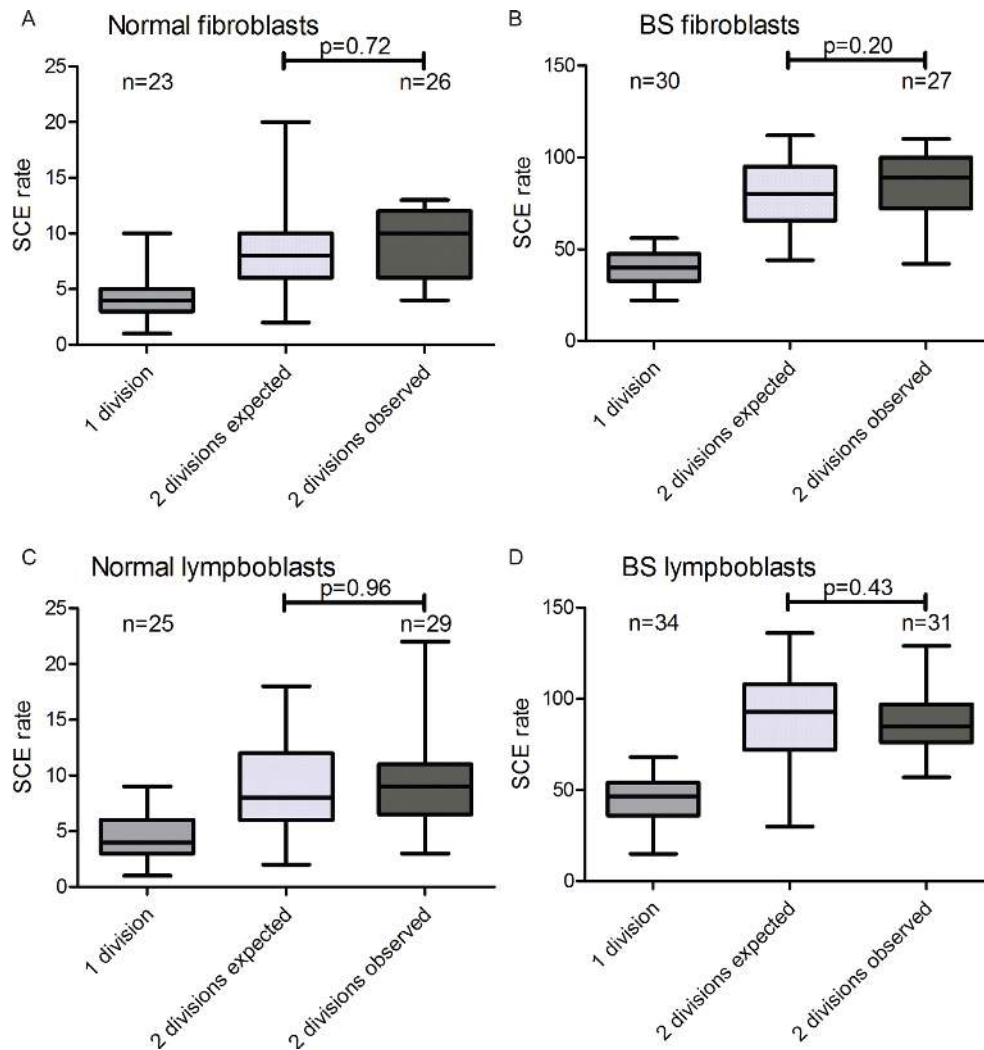 A
Normal fibroblasts
p=0.72
n=23
n=26
25
20
15
10
5
0
SCE rate
1 division
2 divisions expected
2 divisions observed
B
BS fibroblasts
p=0.20
n=30
n=27
150
100
50
0
SCE rate
1 division
2 divisions expected
2 divisions observed
C
Normal lympboblasts
p=0.96
n=25
n=29
25
20
15
10
5
0
SCE rate
1 division
2 divisions expected
2 divisions observed
D
BS lympboblasts
p=0.43
n=34
n=31
150
100
50
0
SCE rate
1 division
2 divisions expected
2 divisions observed